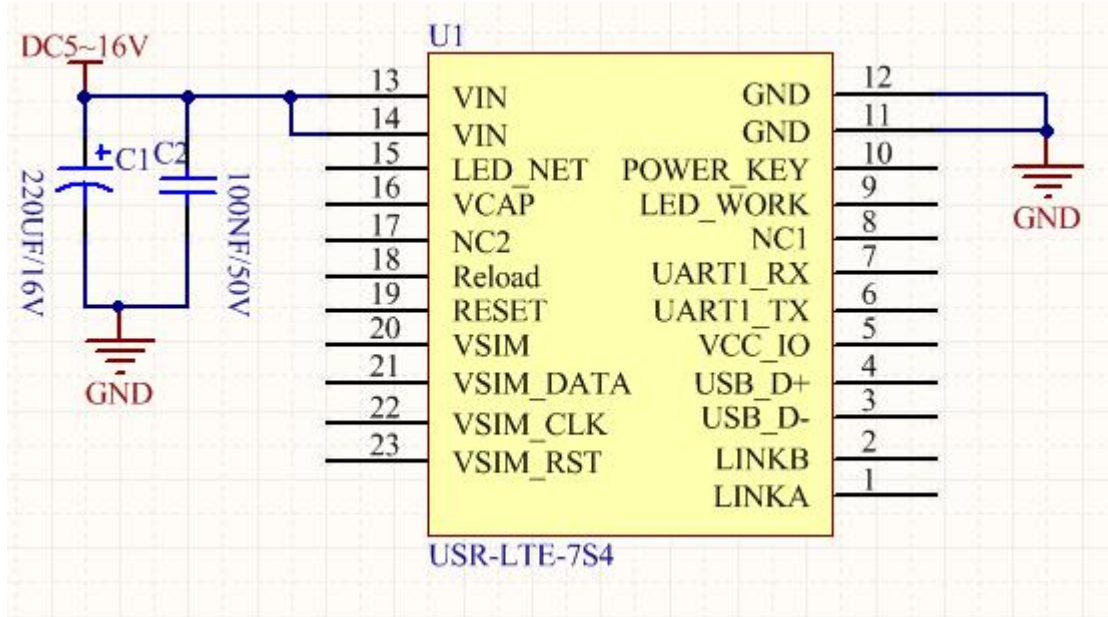 DC5~16V
U1
13 VIN GND 12
14 VIN GND 11
15 LED_NET POWER_KEY 10
16 VCAP LED_WORK 9
17 NC2 NC1 8
18 Reload UART1_RX 7
19 RESET UART1_TX 6
20 VSIM VCC_IO 5
21 VSIM_DATA USB_D+ 4
22 VSIM_CLK USB_D- 3
23 VSIM_RST LINKB 2
LINKA 1
+C1
C2
220UF/16V
100NF/50V
GND
GND
USR-LTE-7S4